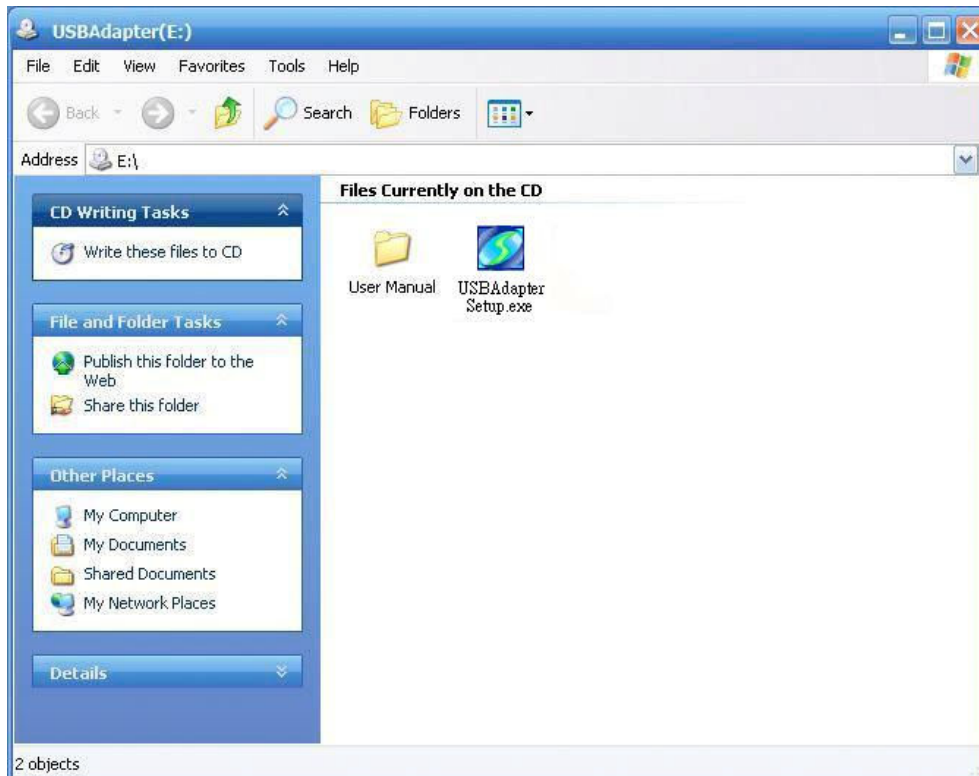 USBAdapter(E:)
File Edit View Favorites Tools Help
Back Search Folders
Address E:\
CD Writing Tasks
Write these files to CD
File and Folder Tasks
Publish this folder to the
Web
Share this folder
Other Places
My Computer
My Documents
Shared Documents
My Network Places
Details
Files Currently on the CD
User Manual
USBAdapter
Setup.exe
2 objects